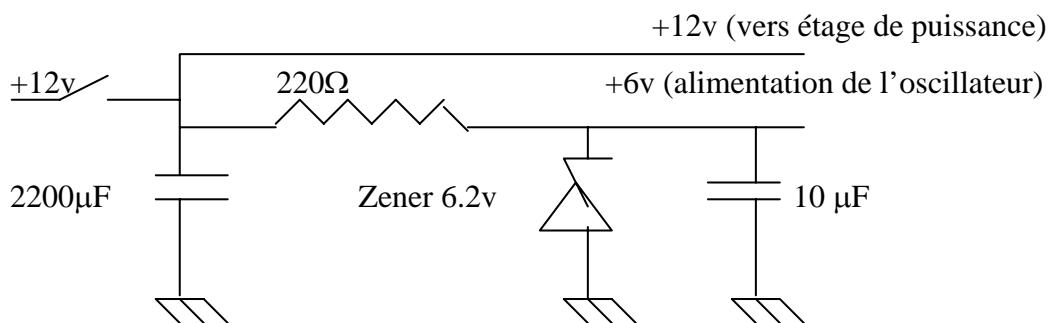 +12v (vers étage de puissance)
+12v
220Ω
+6v (alimentation de l’oscillateur)
2200μF
Zener 6.2v
10 μF